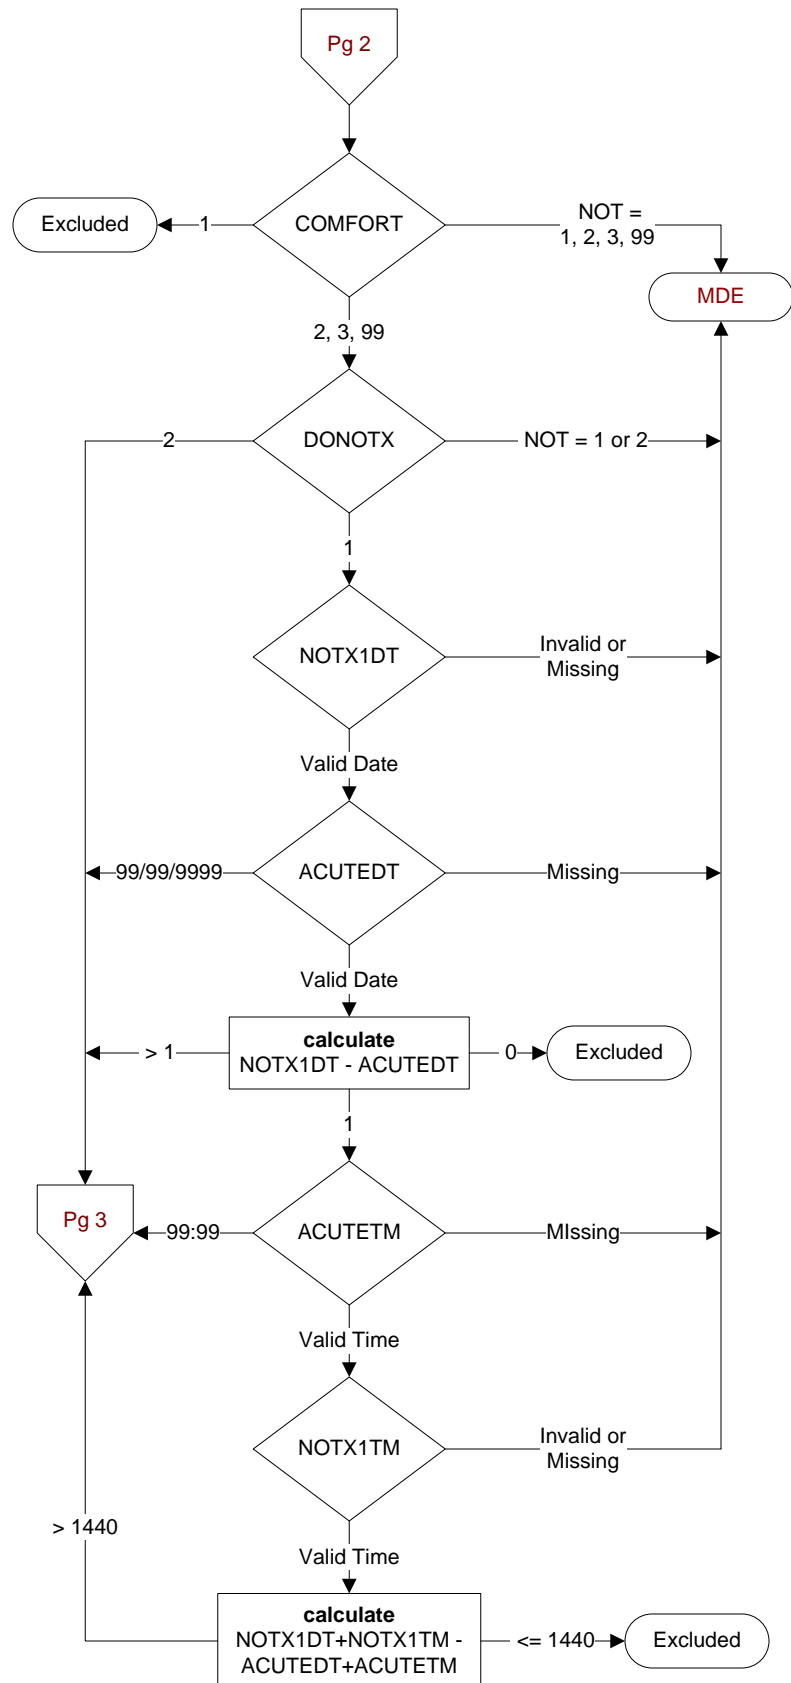 Pg 2
COMFORT
Excluded
1
NOT =
1, 2, 3, 99
MDE
2, 3, 99
DONOTX
2
NOT = 1 or 2
1
NOTX1DT
Invalid or
Missing
Valid Date
ACUTEDT
99/99/9999
Missing
Valid Date
calculate
NOTX1DT - ACUTEDT
> 1
0
Excluded
1
Pg 3
99:99
ACUTETM
MIssing
Valid Time
NOTX1TM
Invalid or
Missing
> 1440
Valid Time
calculate
NOTX1DT+NOTX1TM -
ACUTEDT+ACUTETM
<= 1440
Excluded